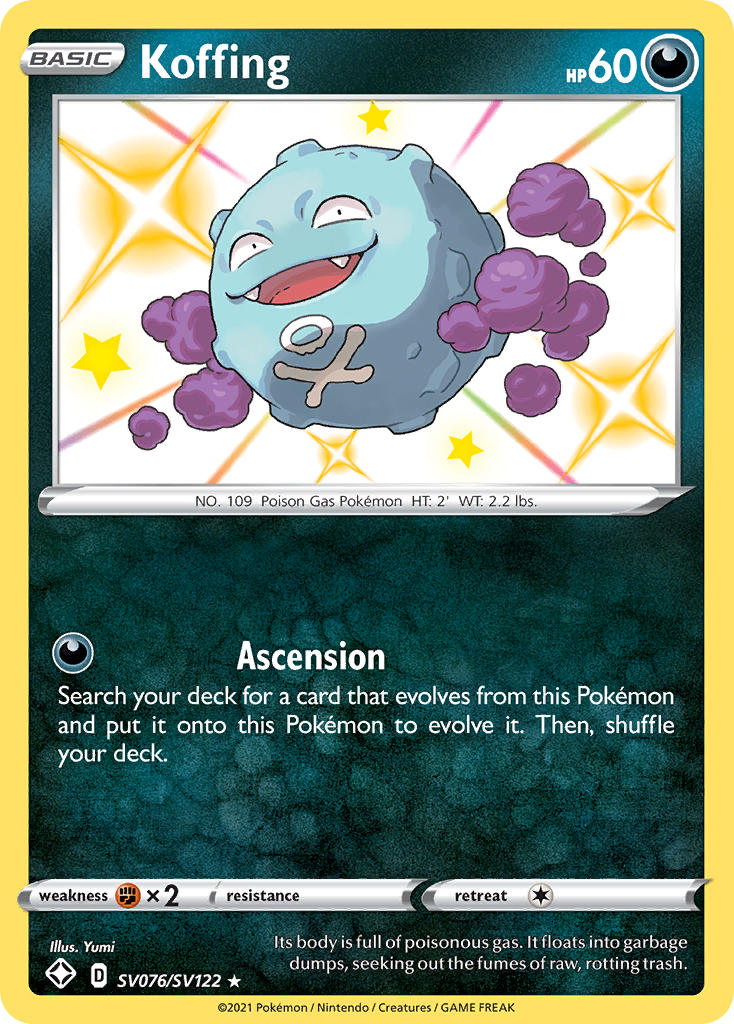 BASIC Koffing HP60
NO. 109 Poison Gas Pokémon HT: 2' WT: 2.2 lbs.
Ascension
Search your deck for a card that evolves from this Pokémon
and put it onto this Pokémon to evolve it. Then, shuffle
your deck.
weakness ×2 resistance retreat
Illus. Yumi
Its body is full of poisonous gas. It floats into garbage
dumps, seeking out the fumes of raw, rotting trash.
D SV076/SV122 ★
©2021 Pokémon / Nintendo / Creatures / GAME FREAK